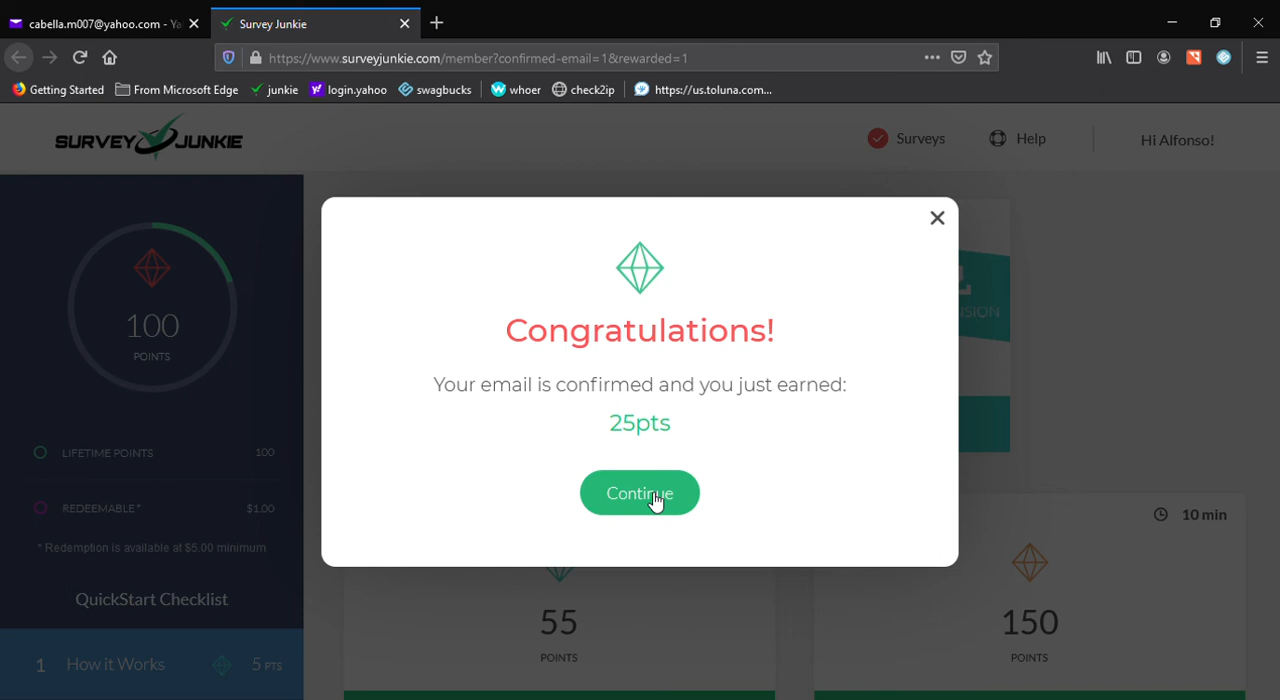 cabella.m007@yahoo.com - Ya
Survey Junkie
https://www.surveyjunkie.com/member?confirmed-email=1&rewarded=1
Getting Started
From Microsoft Edge
junkie
login.yahoo
swagbucks
whoer
check2ip
https://us.toluna.com...
SURVEY JUNKIE
Surveys
Help
Hi Alfonso!
100
POINTS
LIFETIME POINTS 100
REDEEMABLE* $1.00
* Redemption is available at $5.00 minimum
QuickStart Checklist
1 How it Works 5 PTS
Congratulations!
Your email is confirmed and you just earned:
25pts
Continue
10 min
55
POINTS
150
POINTS